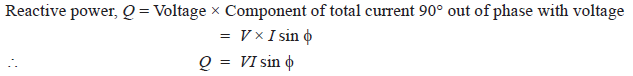 Reactive power, Q = Voltage × Component of total current 90° out of phase with voltage
= V × I sin ϕ
∴ Q = VI sin ϕ